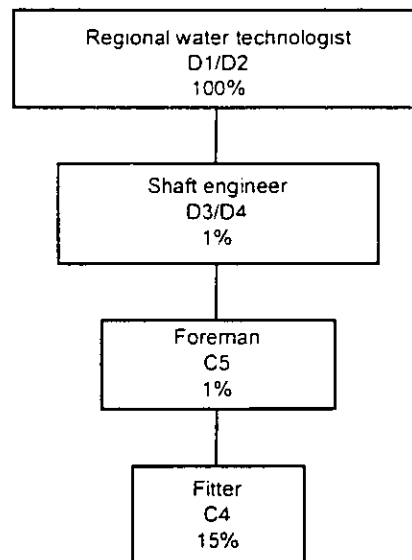 Regional water technologist
D1/D2
100%
Shaft engineer
D3/D4
1%
Foreman
C5
1%
Fitter
C4
15%